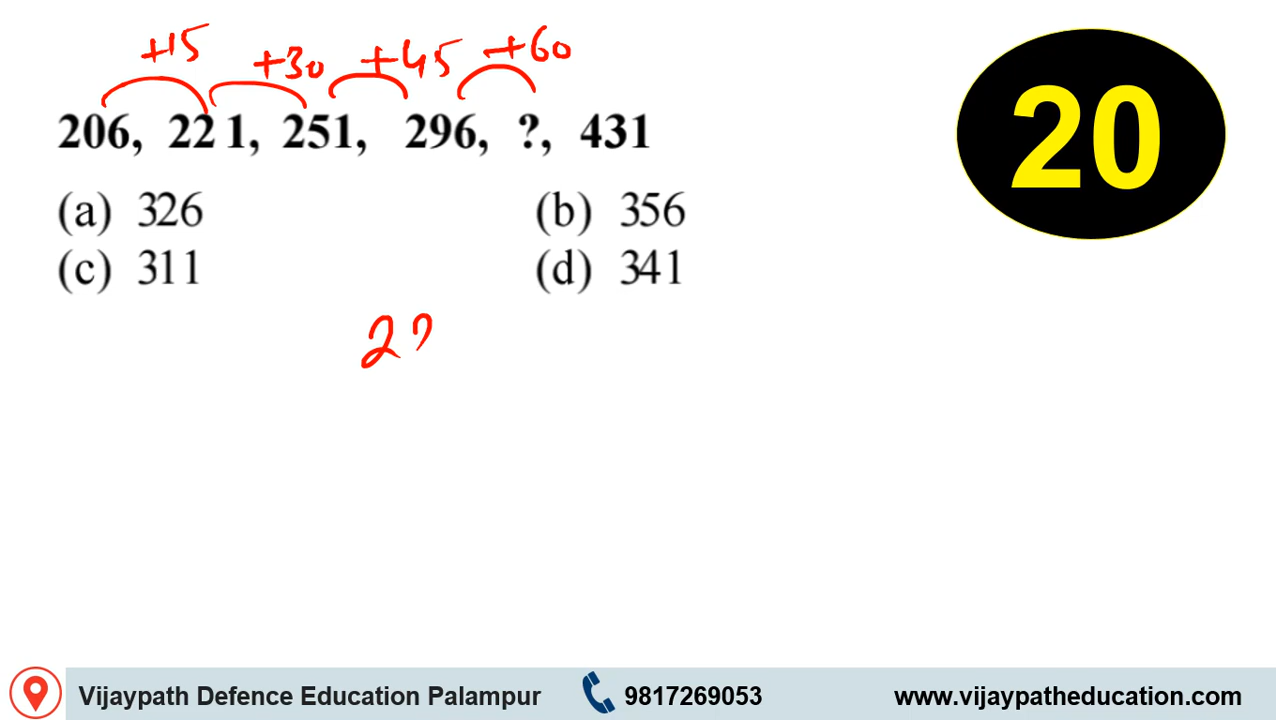 +15 +30 +45 +60
206, 221, 251, 296, ?, 431
20
(a) 326 (b) 356
(c) 311 (d) 341
2
Vijaypath Defence Education Palampur 9817269053 www.vijaypatheducation.com